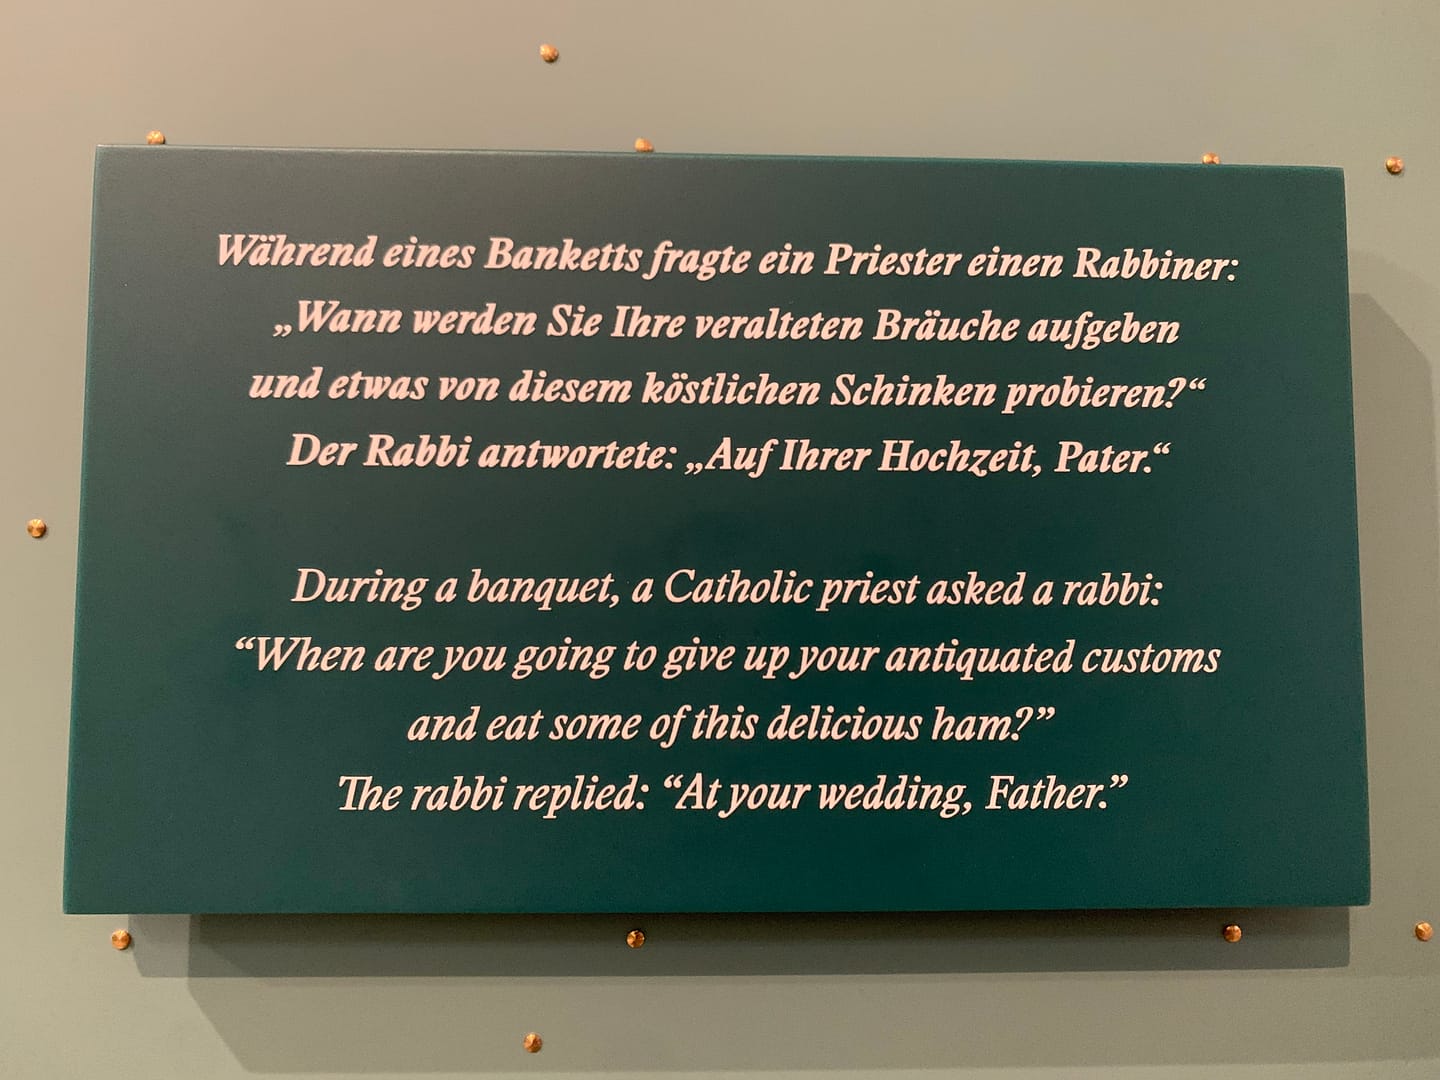 Während eines Banketts fragte ein Priester einen Rabbiner:
„Wann werden Sie Ihre veralteten Bräuche aufgeben
und etwas von diesem köstlichen Schinken probieren?“
Der Rabbi antwortete: „Auf Ihrer Hochzeit, Pater.“
During a banquet, a Catholic priest asked a rabbi:
“When are you going to give up your antiquated customs
and eat some of this delicious ham?”
The rabbi replied: “At your wedding, Father.”